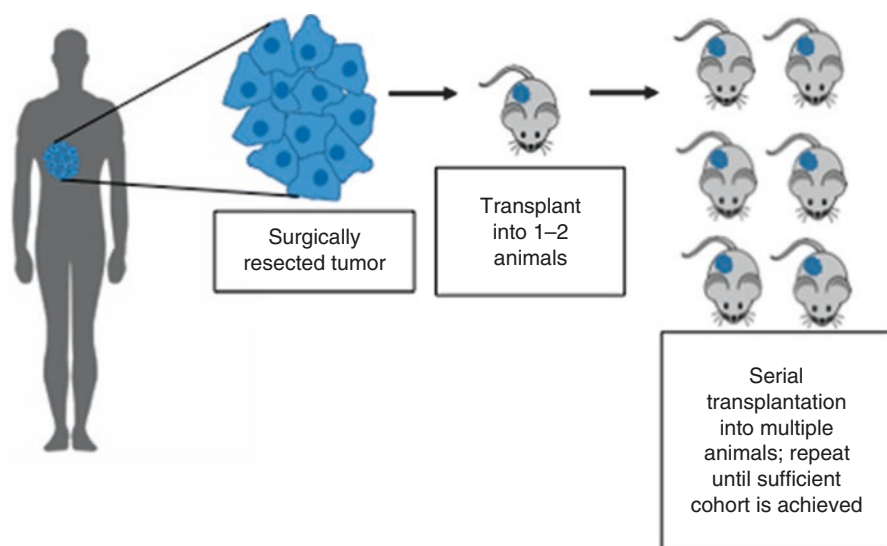 Surgically
resected tumor
Transplant
into 1–2
animals
Serial
transplantation
into multiple
animals; repeat
until sufficient
cohort is achieved